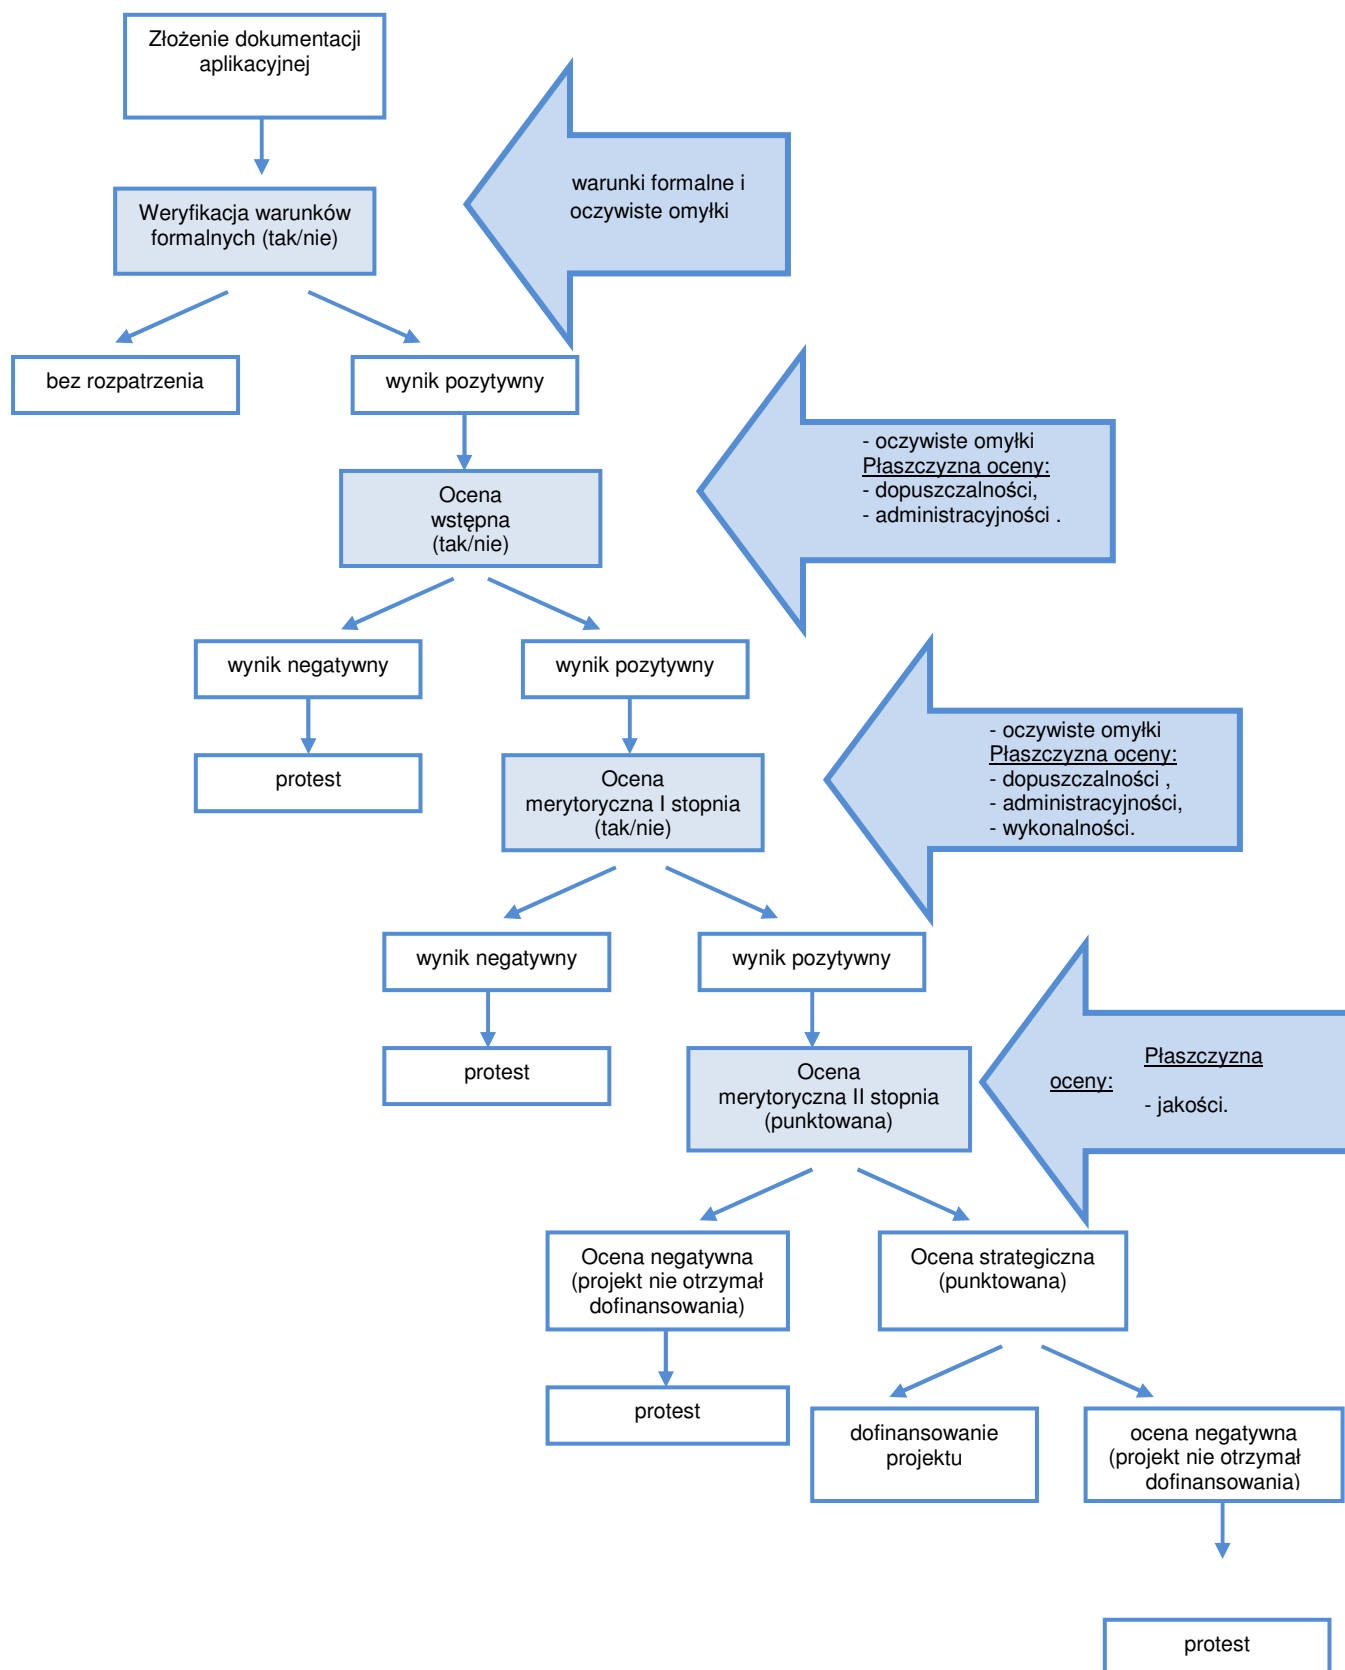 Złożenie dokumentacji
aplikacyjnej
warunki formalne i
oczywiste omyłki
Weryfikacja warunków
formalnych (tak/nie)
bez rozpatrzenia
wynik pozytywny
- oczywiste omyłki
Płaszczyzna oceny:
- dopuszczalności,
- administracyjności .
Ocena
wstępna
(tak/nie)
wynik negatywny
wynik pozytywny
- oczywiste omyłki
Płaszczyzna oceny:
- dopuszczalności ,
- administracyjności,
- wykonalności.
protest
Ocena
merytoryczna I stopnia
(tak/nie)
wynik negatywny
wynik pozytywny
Płaszczyzna
oceny:
- jakości.
protest
Ocena
merytoryczna II stopnia
(punktowana)
Ocena negatywna
(projekt nie otrzymał
dofinansowania)
Ocena strategiczna
(punktowana)
protest
dofinansowanie
projektu
ocena negatywna
(projekt nie otrzymał
dofinansowania)
protest